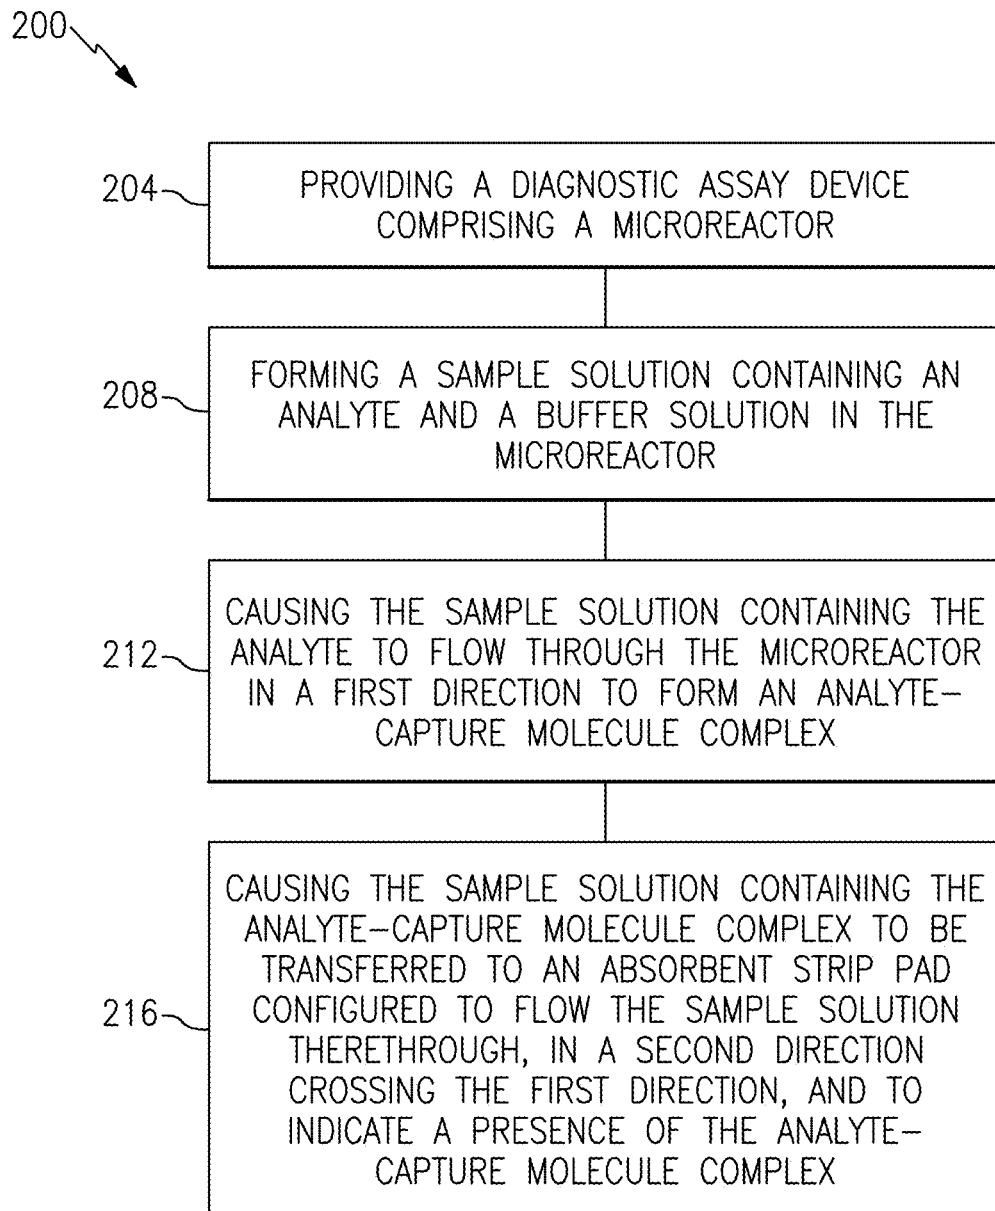 200
204
PROVIDING A DIAGNOSTIC ASSAY DEVICE
COMPRISING A MICROREACTOR
208
FORMING A SAMPLE SOLUTION CONTAINING AN
ANALYTE AND A BUFFER SOLUTION IN THE
MICROREACTOR
212
CAUSING THE SAMPLE SOLUTION CONTAINING THE
ANALYTE TO FLOW THROUGH THE MICROREACTOR
IN A FIRST DIRECTION TO FORM AN ANALYTE-
CAPTURE MOLECULE COMPLEX
216
CAUSING THE SAMPLE SOLUTION CONTAINING THE
ANALYTE-CAPTURE MOLECULE COMPLEX TO BE
TRANSFERRED TO AN ABSORBENT STRIP PAD
CONFIGURED TO FLOW THE SAMPLE SOLUTION
THERETHROUGH, IN A SECOND DIRECTION
CROSSING THE FIRST DIRECTION, AND TO
INDICATE A PRESENCE OF THE ANALYTE-
CAPTURE MOLECULE COMPLEX